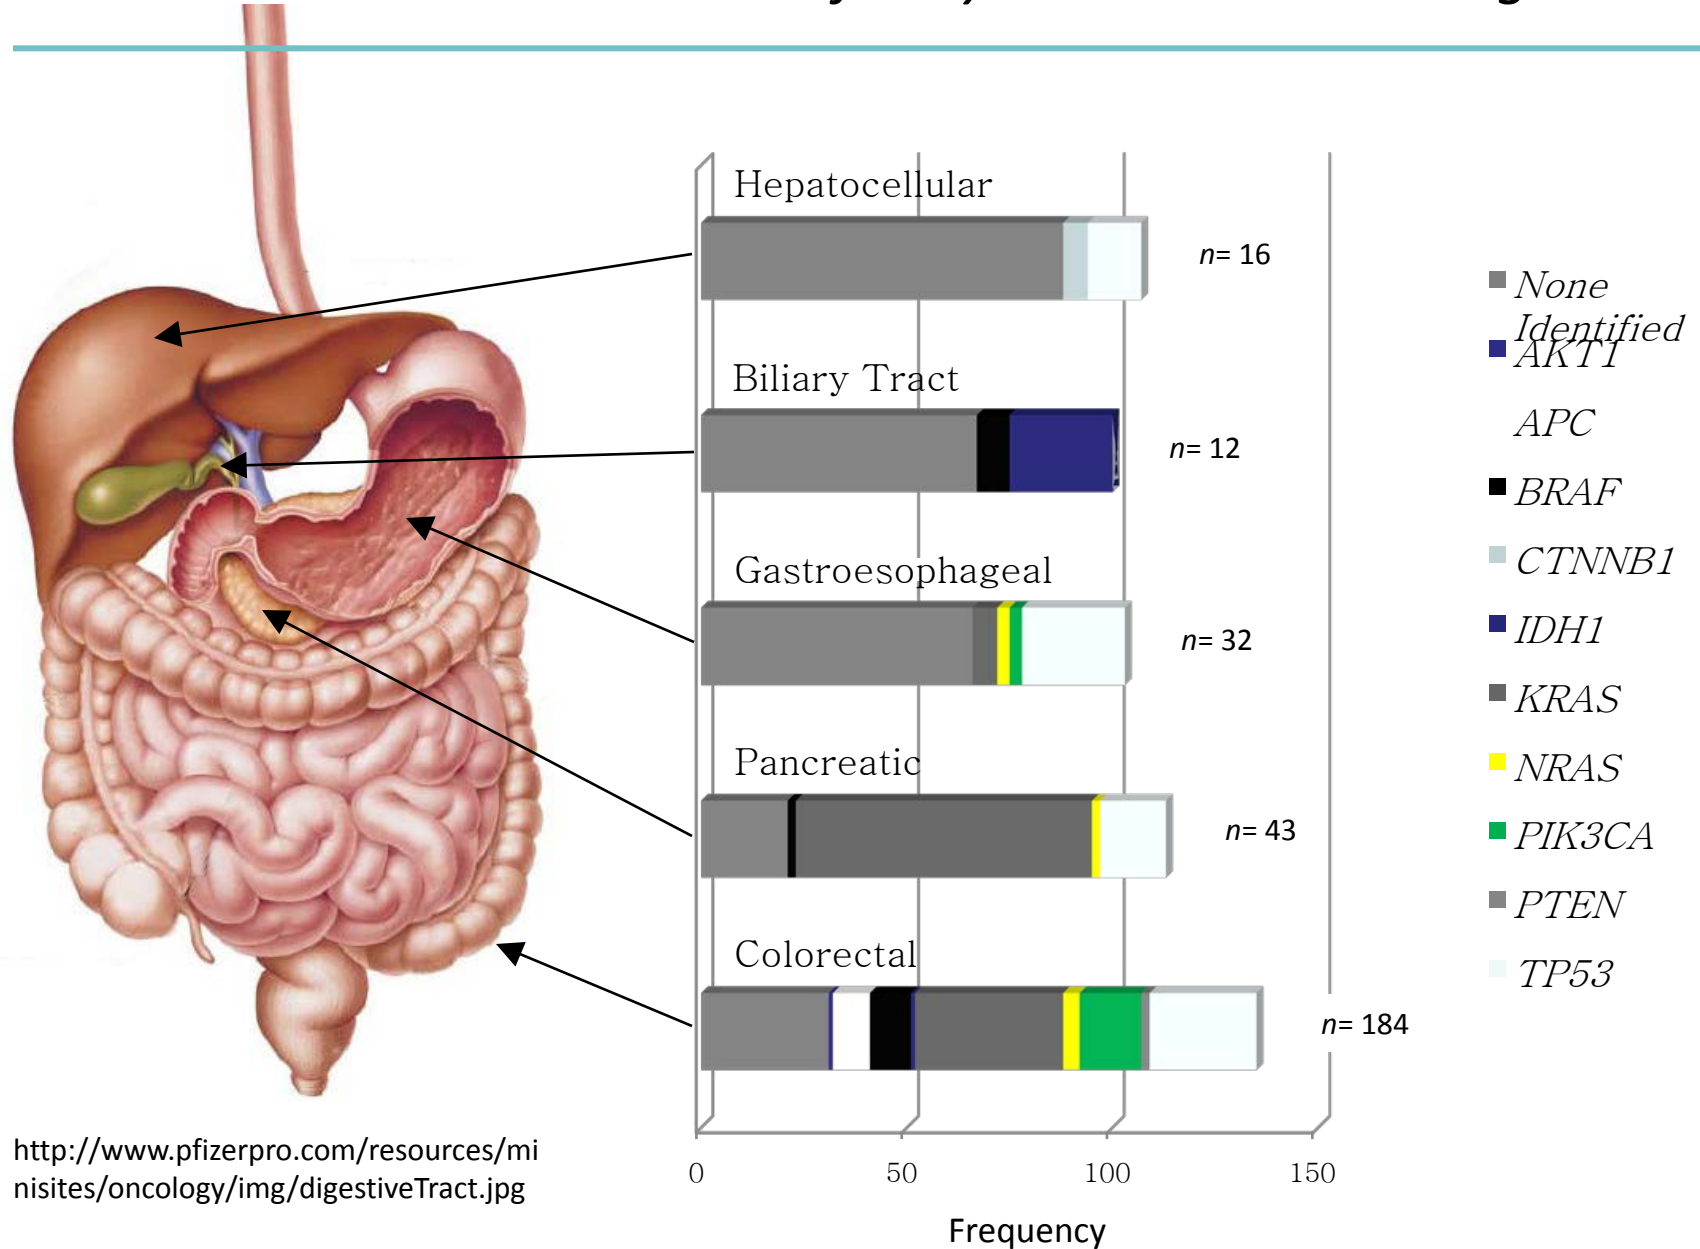 Hepatocellular
n= 16
Biliary Tract
n= 12
Gastroesophageal
n= 32
Pancreatic
n= 43
Colorectal
n= 184
None
Identified
AKT1
APC
BRAF
CTNNB1
IDH1
KRAS
NRAS
PIK3CA
PTEN
TP53
0 50 100 150
Frequency
http://www.pfizerpro.com/resources/mi
nisites/oncology/img/digestiveTract.jpg